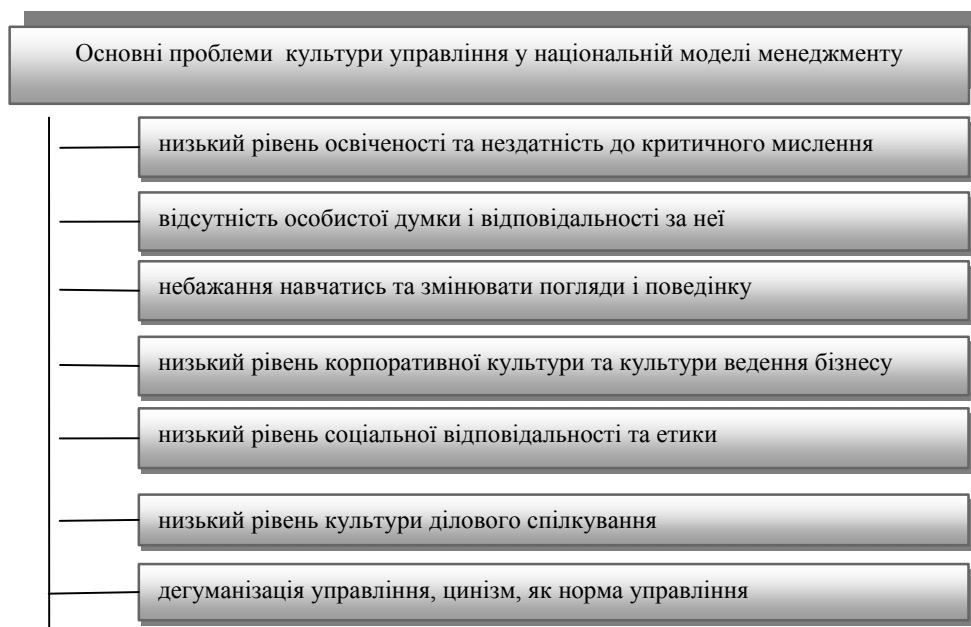 Основні проблеми культури управління у національній моделі менеджменту
низький рівень освіченості та нездатність до критичного мислення
відсутність особистої думки і відповідальності за неї
небажання навчатись та змінювати погляди і поведінку
низький рівень корпоративної культури та культури ведення бізнесу
низький рівень соціальної відповідальності та етики
низький рівень культури ділового спілкування
дегуманізація управління, цинізм, як норма управління